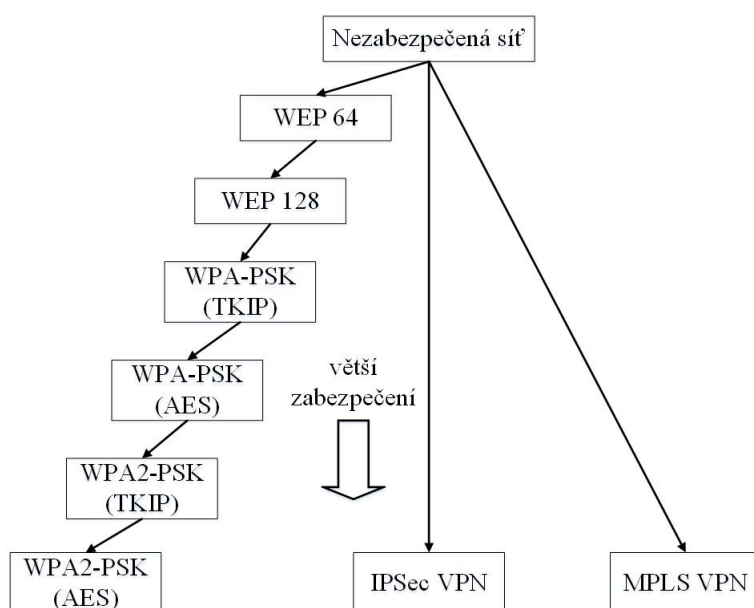 Nezabezpečená síť
WEP 64
WEP 128
WPA-PSK
(TKIP)
WPA-PSK
(AES)
větší
zabezpečení
WPA2-PSK
(TKIP)
WPA2-PSK
(AES)
IPSec VPN
MPLS VPN